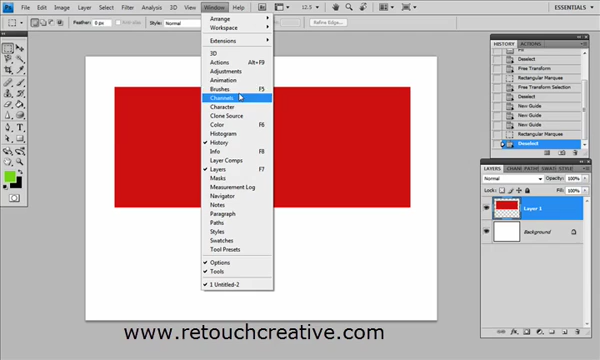 Ps
File Edit Image Layer Select Filter Analysis 3D View Window Help
12.5
ESSENTIALS
Feather: 0 px
Style: Normal
Refine Edge...
Arrange
Workspace
Extensions
3D
Actions Alt+F9
Adjustments
Animation
Brushes F5
Channels
Character
Clone Source
Color F6
Histogram
History
Info F8
Layer Comps
Layers F7
Masks
Measurement Log
Navigator
Notes
Paragraph
Paths
Styles
Swatches
Tool Presets
Options
Tools
1 Untitled-2
HISTORY ACTIONS
Deselect
Free Transform
Rectangular Marquee
Free Transform Selection
Deselect
New Guide
New Guide
Rectangular Marquee
Deselect
LAYERS
Normal Opacity: 100%
Lock: Fill: 100%
Layer 1
Background
www.retouchcreative.com